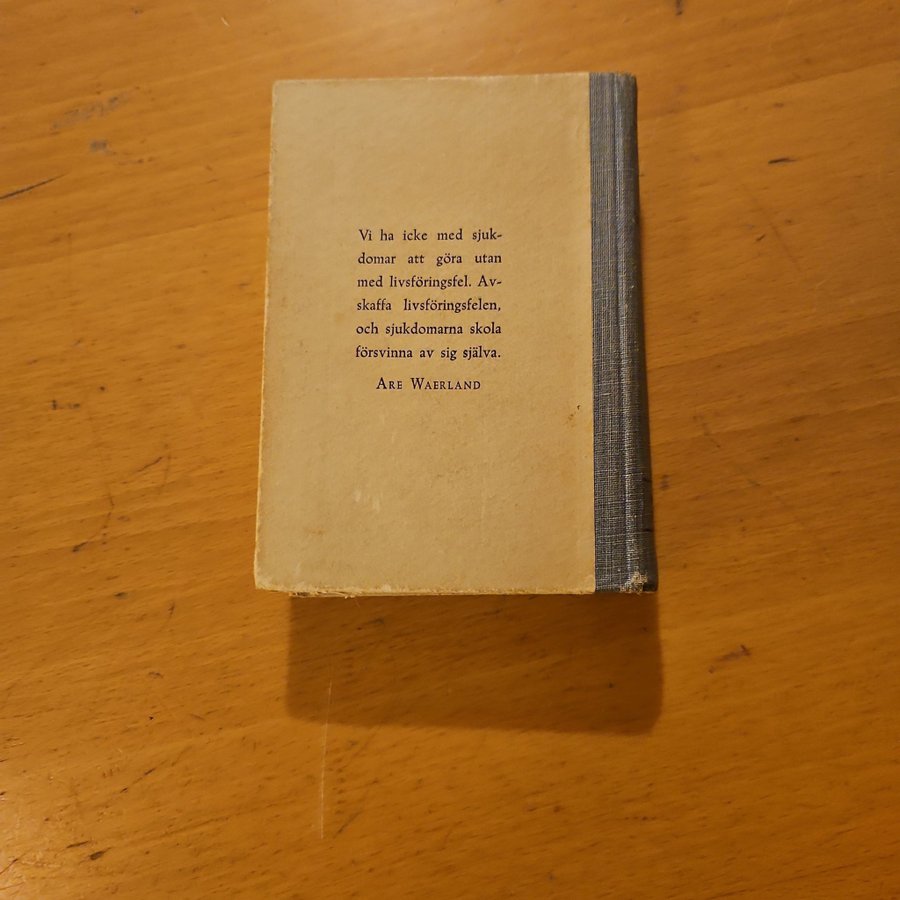 Vi ha icke med sjuk-
domar att göra utan
med livsföringsfel. Av-
skaffa livsföringsfelen,
och sjukdomarna skola
försvinna av sig själva.
ARE WAERLAND